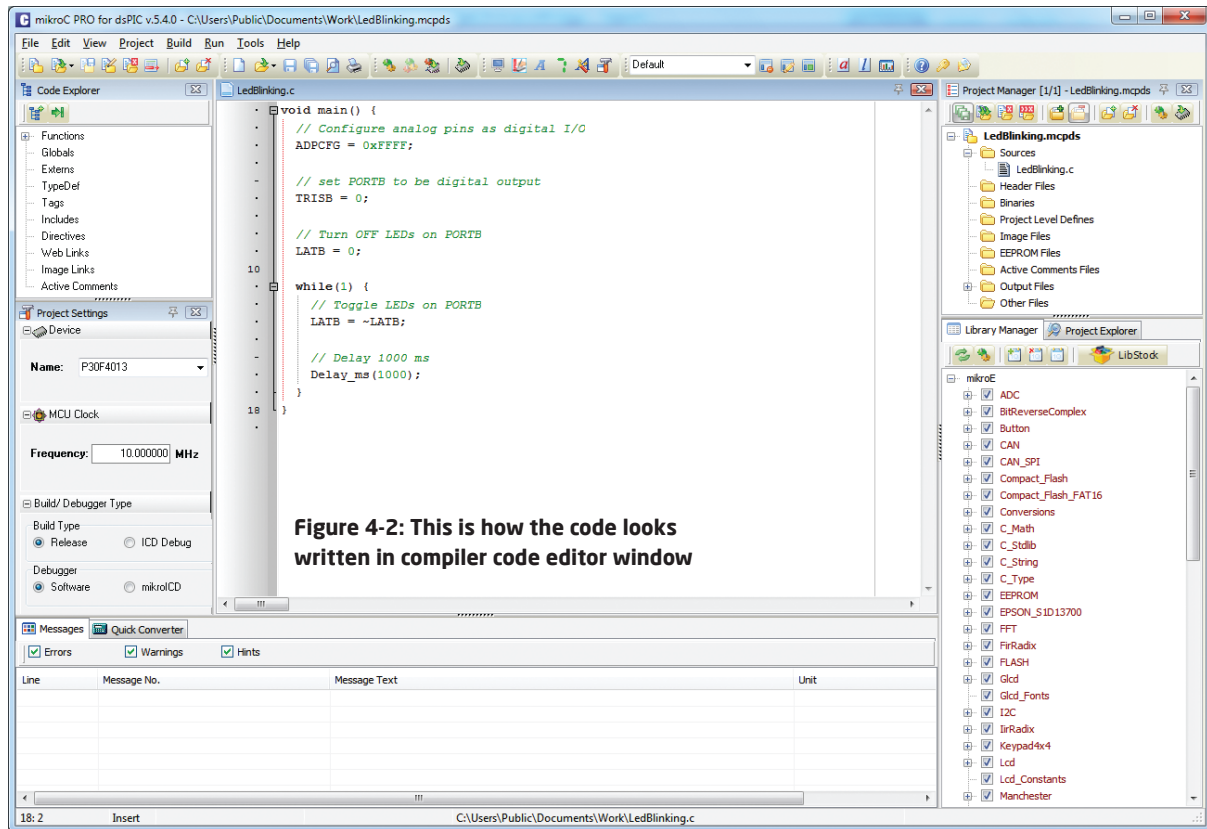 mikroC PRO for dsPIC v.5.4.0 - C:\Users\Public\Documents\Work\LedBlinking.mcpds
File Edit View Project Build Run Tools Help
Default
Code Explorer
Functions
Globals
Externs
TypeDef
Tags
Includes
Directives
Web Links
Image Links
Active Comments
Project Settings
Device
Name: P30F4013
MCU Clock
Frequency: 10.000000 MHz
Build/ Debugger Type
Build Type
Release ICD Debug
Debugger
Software mikroICD
LedBlinking.c
void main() {
// Configure analog pins as digital I/O
ADPCFG = 0xFFFF;
// set PORTB to be digital output
TRISB = 0;
// Turn OFF LEDs on PORTB
LATB = 0;
10
while(1) {
// Toggle LEDs on PORTB
LATB = ~LATB;
// Delay 1000 ms
Delay_ms(1000);
}
18 }
Figure 4-2: This is how the code looks
written in compiler code editor window
Project Manager [1/1] - LedBlinking.mcpds
LedBlinking.mcpds
Sources
LedBlinking.c
Header Files
Binaries
Project Level Defines
Image Files
EEPROM Files
Active Comments Files
Output Files
Other Files
Library Manager Project Explorer
LibStock
mikroE
ADC
BitReverseComplex
Button
CAN
CAN_SPI
Compact_Flash
Compact_Flash_FAT16
Conversions
C_Math
C_Stdlib
C_String
C_Type
EEPROM
EPSON_S1D13700
FFT
FirRadix
FLASH
Glcd
Glcd_Fonts
I2C
IirRadix
Keypad4x4
Lcd
Lcd_Constants
Manchester
Messages Quick Converter
Errors Warnings Hints
Line Message No. Message Text Unit
18: 2 Insert C:\Users\Public\Documents\Work\LedBlinking.c